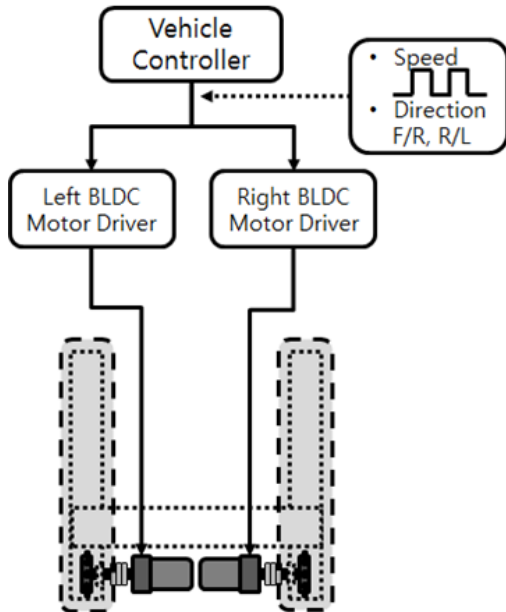 Vehicle
Controller
• Speed
• Direction
F/R, R/L
Left BLDC
Motor Driver
Right BLDC
Motor Driver